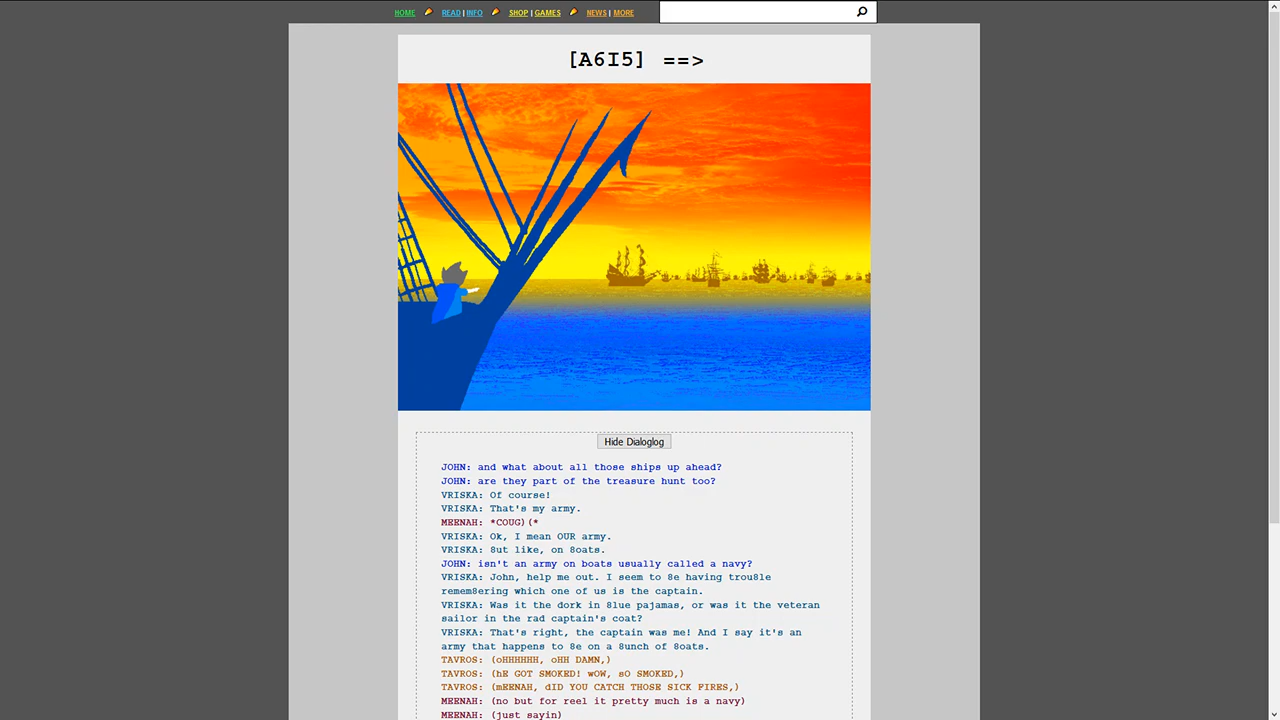 HOME READ | INFO SHOP | GAMES NEWS | MORE
[A6I5] ==>
Hide Dialoglog
JOHN: and what about all those ships up ahead?
JOHN: are they part of the treasure hunt too?
VRISKA: Of course!
VRISKA: That's my army.
MEENAH: *COUG)(*
VRISKA: Ok, I mean OUR army.
VRISKA: 8ut like, on 8oats.
JOHN: isn't an army on boats usually called a navy?
VRISKA: John, help me out. I seem to 8e having trou8le
remem8ering which one of us is the captain.
VRISKA: Was it the dork in 8lue pajamas, or was it the veteran
sailor in the rad captain's coat?
VRISKA: That's right, the captain was me! And I say it's an
army that happens to 8e on a 8unch of 8oats.
TAVROS: (oHHHHHH, oHH DAMN,)
TAVROS: (hE GOT SMOKED! wOW, sO SMOKED,)
TAVROS: (mEENAH, dID YOU CATCH THOSE SICK FIRES,)
MEENAH: (no but for reel it pretty much is a navy)
MEENAH: (just sayin)